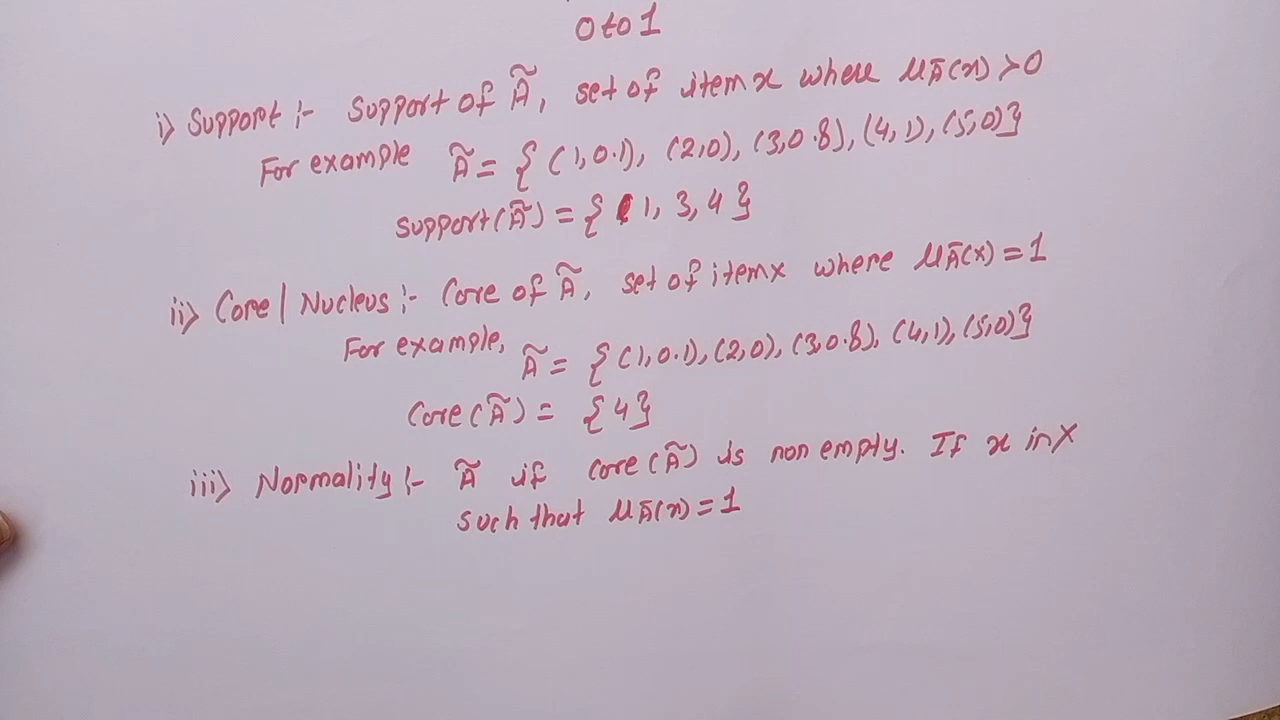 0 to 1
i) Support :- Support of Ã, set of item x where μÃ(x) >0
For example Ã = { (1,0.1), (2,0), (3,0.8), (4,1), (5,0)}
support(Ã) = { 1, 3, 4 }
ii) Core | Nucleus :- Core of Ã, set of item x where μÃ(x) = 1
For example, Ã = { (1,0.1), (2,0), (3,0.8), (4,1), (5,0)}
Core(Ã) = {4}
iii) Normality :- Ã if core(Ã) is non empty. If x in X
such that μÃ(x) = 1